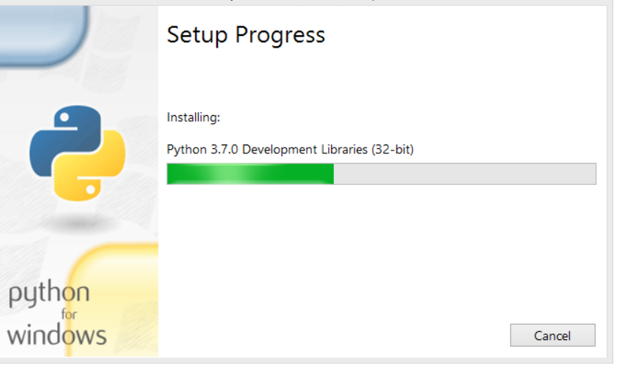 Setup Progress
Installing:
Python 3.7.0 Development Libraries (32-bit)
python
for
windows
Cancel